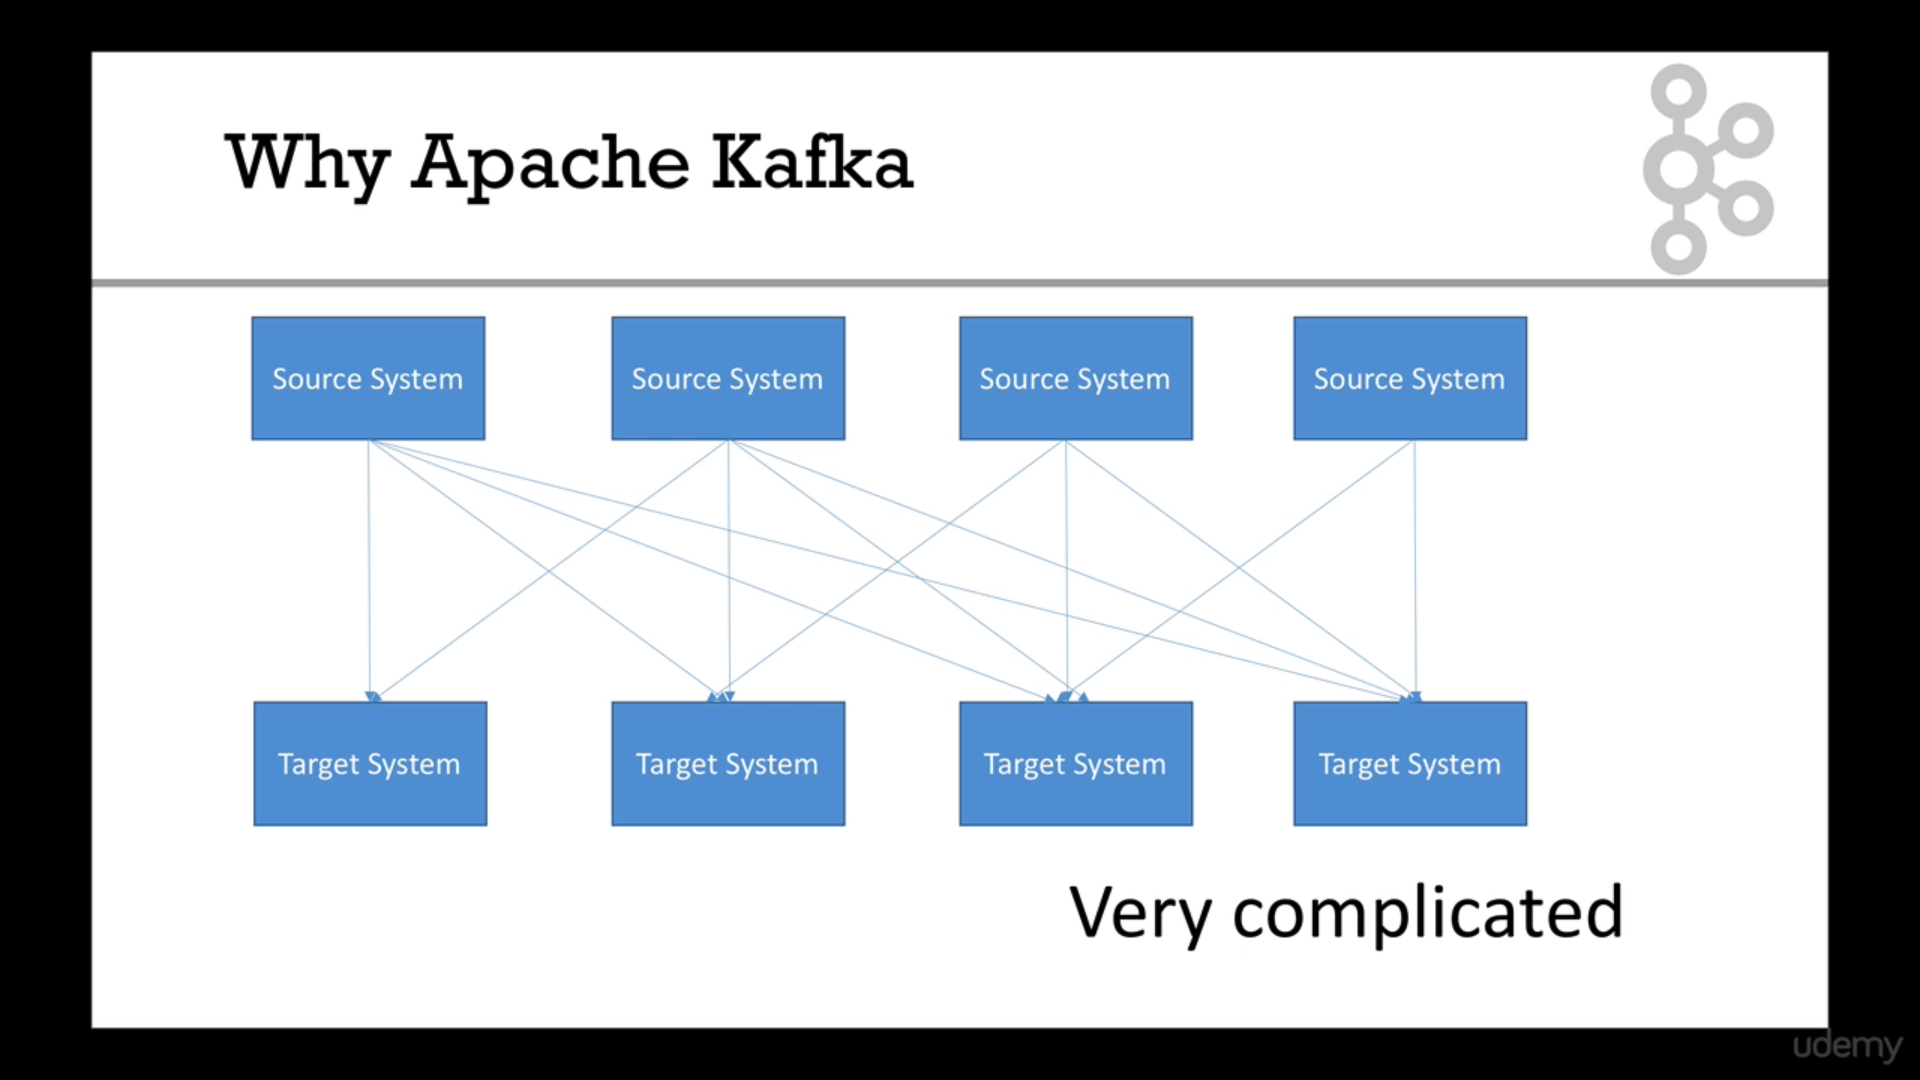 Why Apache Kafka
Source System
Source System
Source System
Source System
Target System
Target System
Target System
Target System
Very complicated
udemy